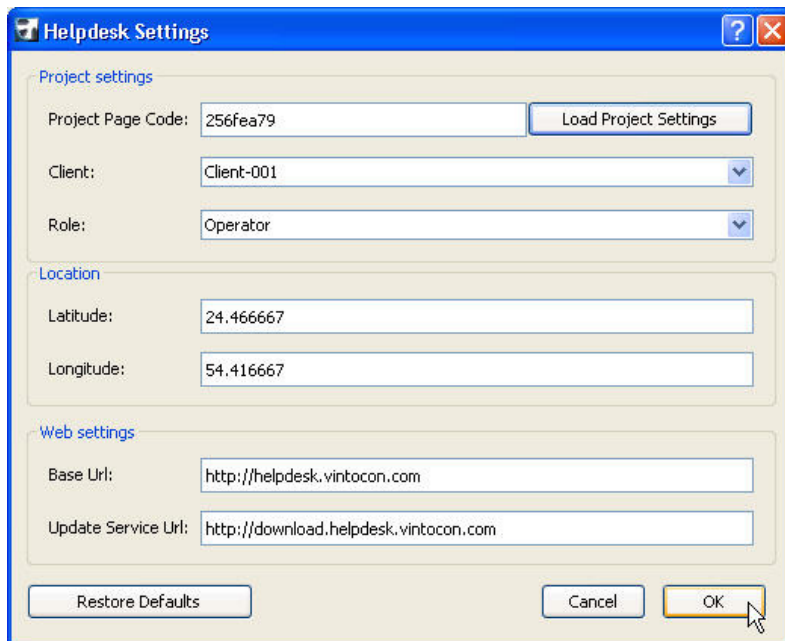 Helpdesk Settings
Project settings
Project Page Code: 256fea79 Load Project Settings
Client: Client-001
Role: Operator
Location
Latitude: 24.466667
Longitude: 54.416667
Web settings
Base Url: http://helpdesk.vintocon.com
Update Service Url: http://download.helpdesk.vintocon.com
Restore Defaults Cancel OK